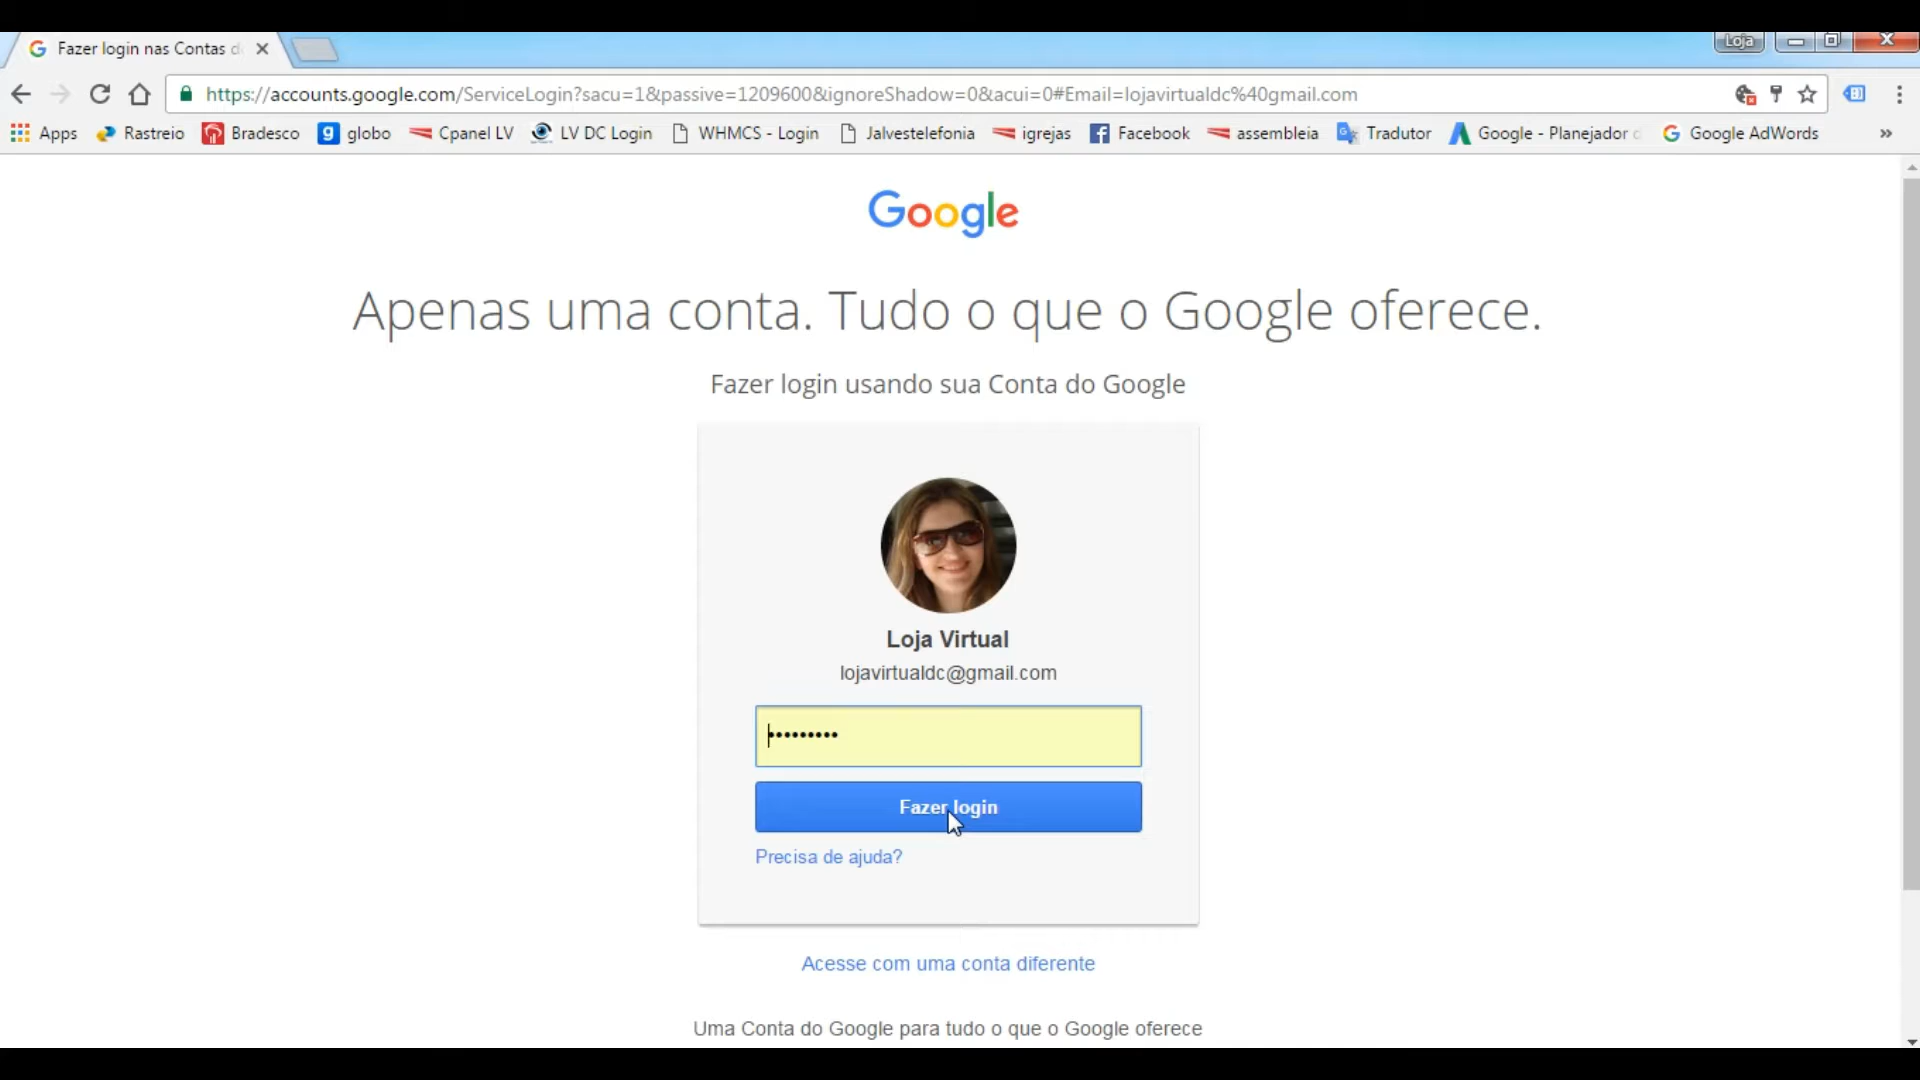 Fazer login nas Contas d
Loja
https://accounts.google.com/ServiceLogin?sacu=1&passive=1209600&ignoreShadow=0&acui=0#Email=lojavirtualdc%40gmail.com
Apps Rastreio Bradesco globo Cpanel LV LV DC Login WHMCS - Login Jalvestelefonia igrejas Facebook assembleia Tradutor Google - Planejador Google AdWords »
Google
Apenas uma conta. Tudo o que o Google oferece.
Fazer login usando sua Conta do Google
Loja Virtual
lojavirtualdc@gmail.com
•••••••••
Fazer login
Precisa de ajuda?
Acesse com uma conta diferente
Uma Conta do Google para tudo o que o Google oferece